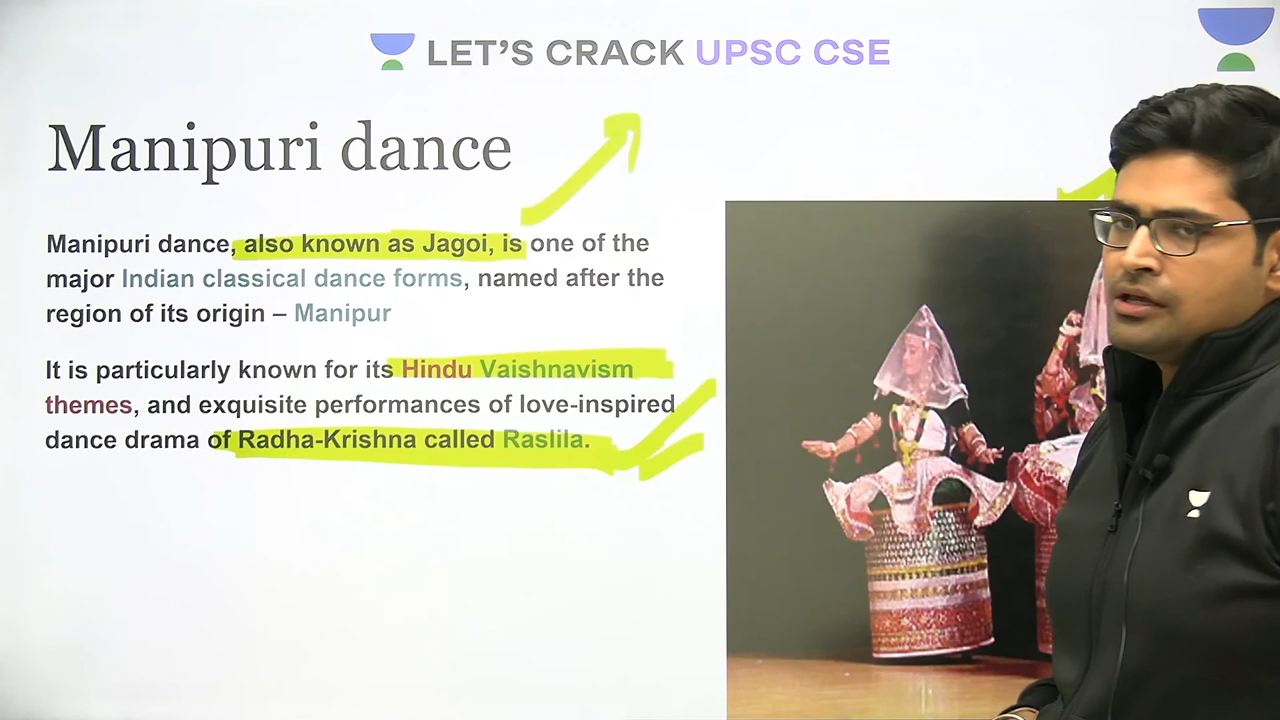 LET'S CRACK UPSC CSE
Manipuri dance
Manipuri dance, also known as Jagoi, is one of the
major Indian classical dance forms, named after the
region of its origin – Manipur
It is particularly known for its Hindu Vaishnavism
themes, and exquisite performances of love-inspired
dance drama of Radha-Krishna called Raslila.